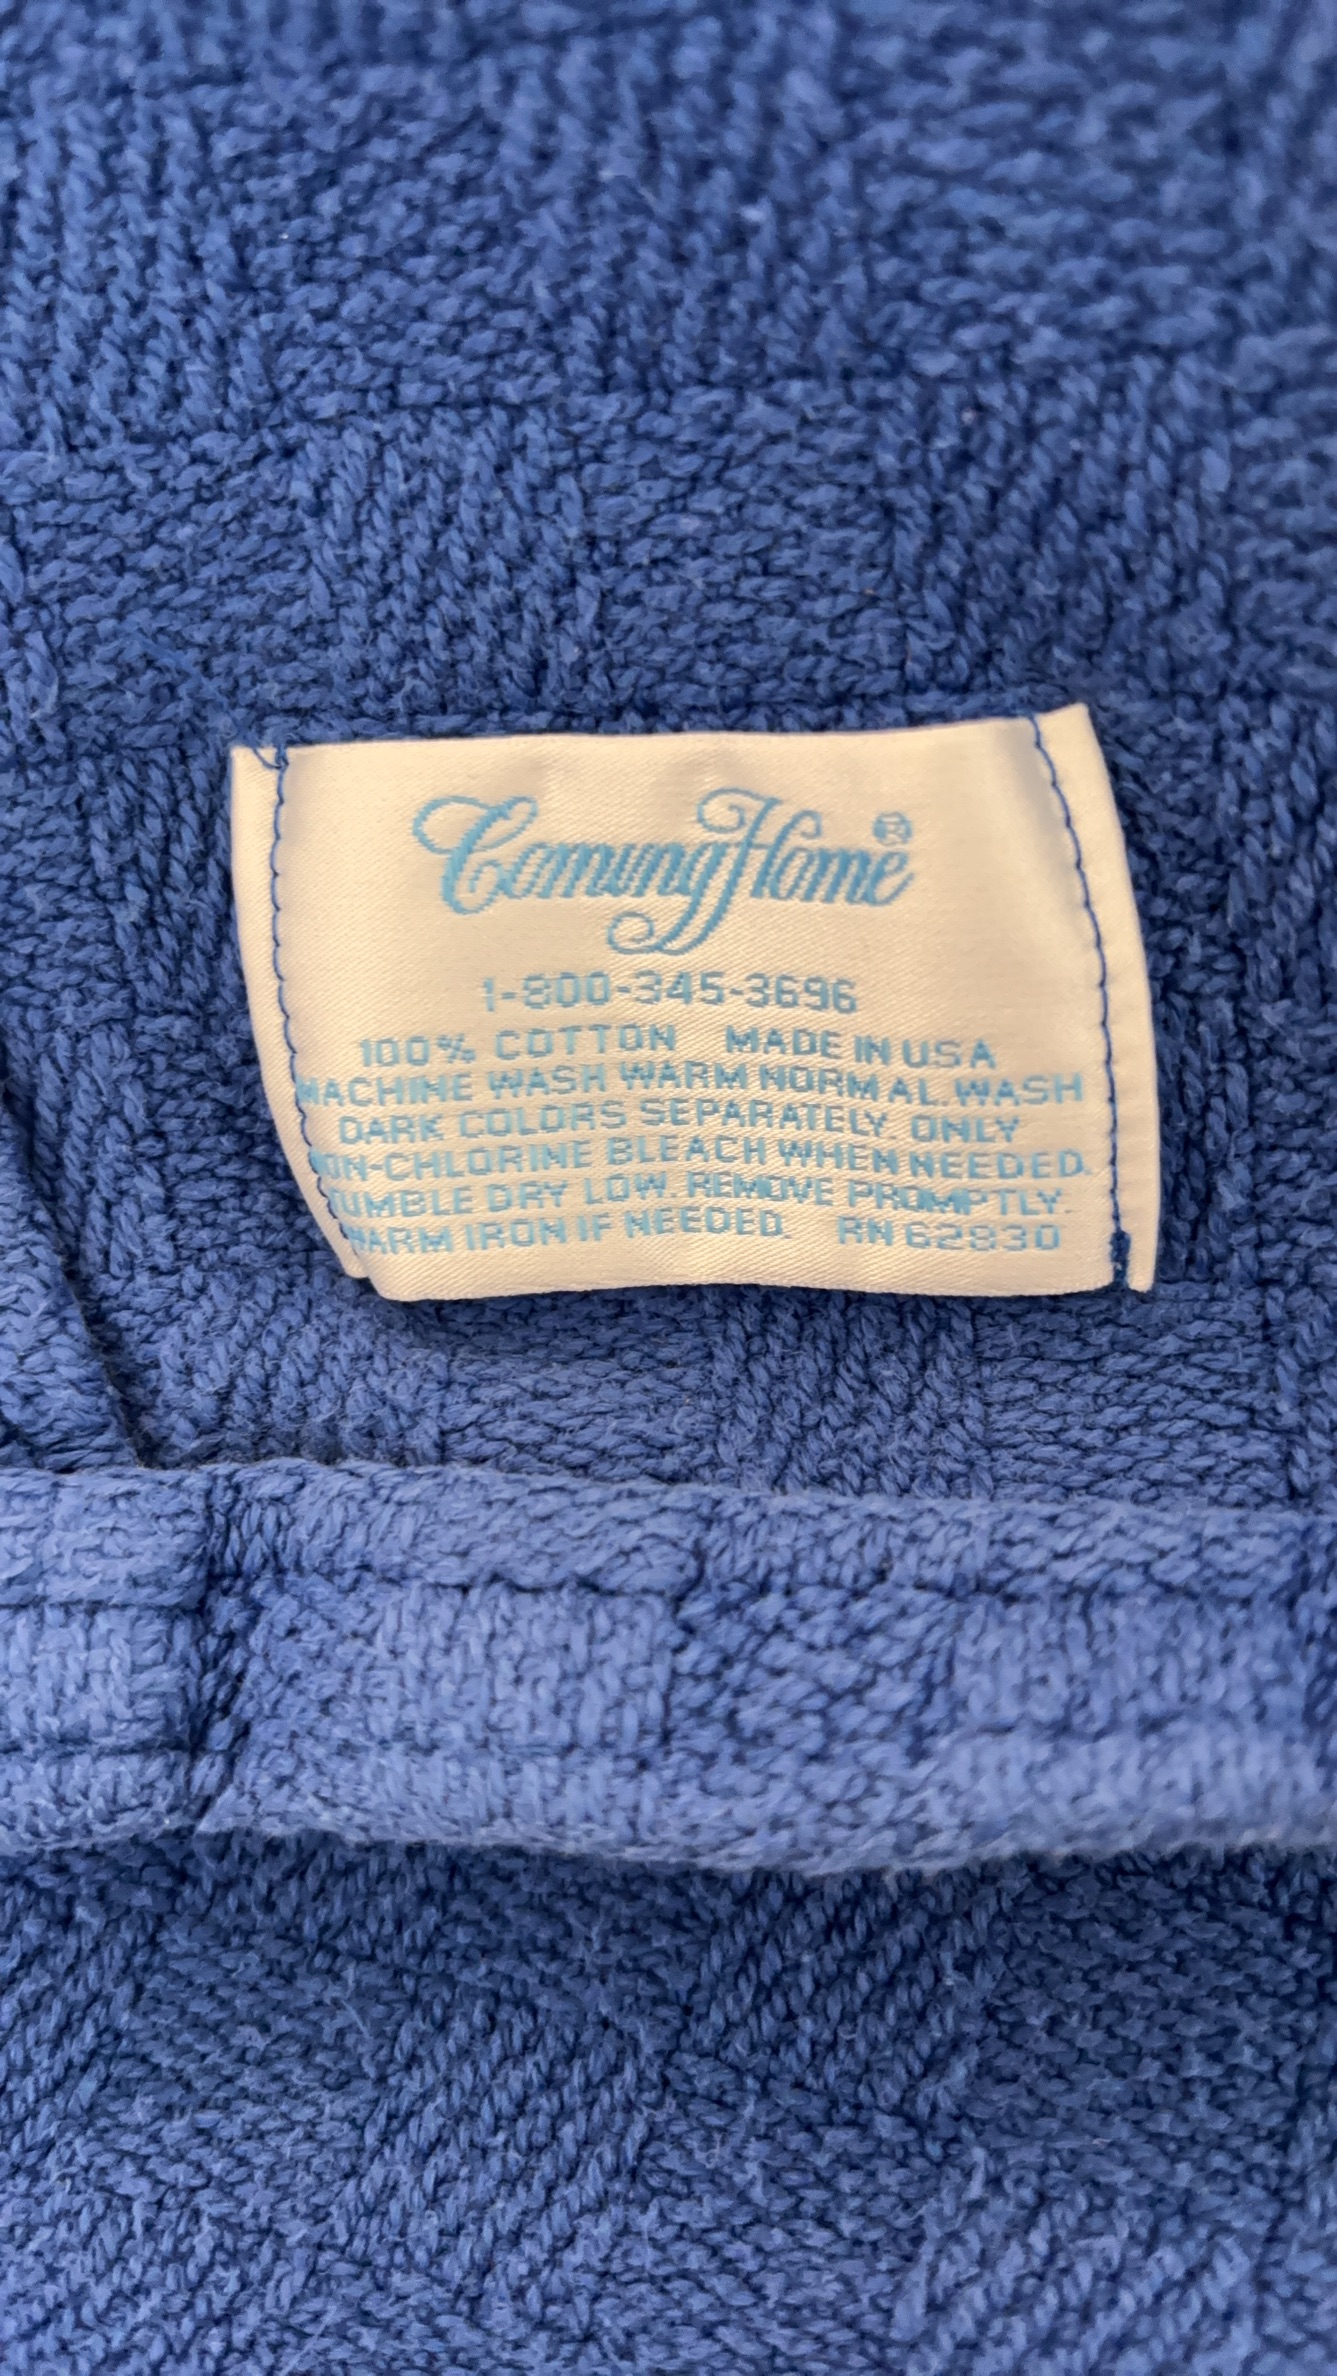 Coming Home®
1-800-345-3696
100% COTTON MADE IN USA
MACHINE WASH WARM NORMAL. WASH
DARK COLORS SEPARATELY. ONLY
NON-CHLORINE BLEACH WHEN NEEDED.
TUMBLE DRY LOW. REMOVE PROMPTLY.
WARM IRON IF NEEDED. RN 62830